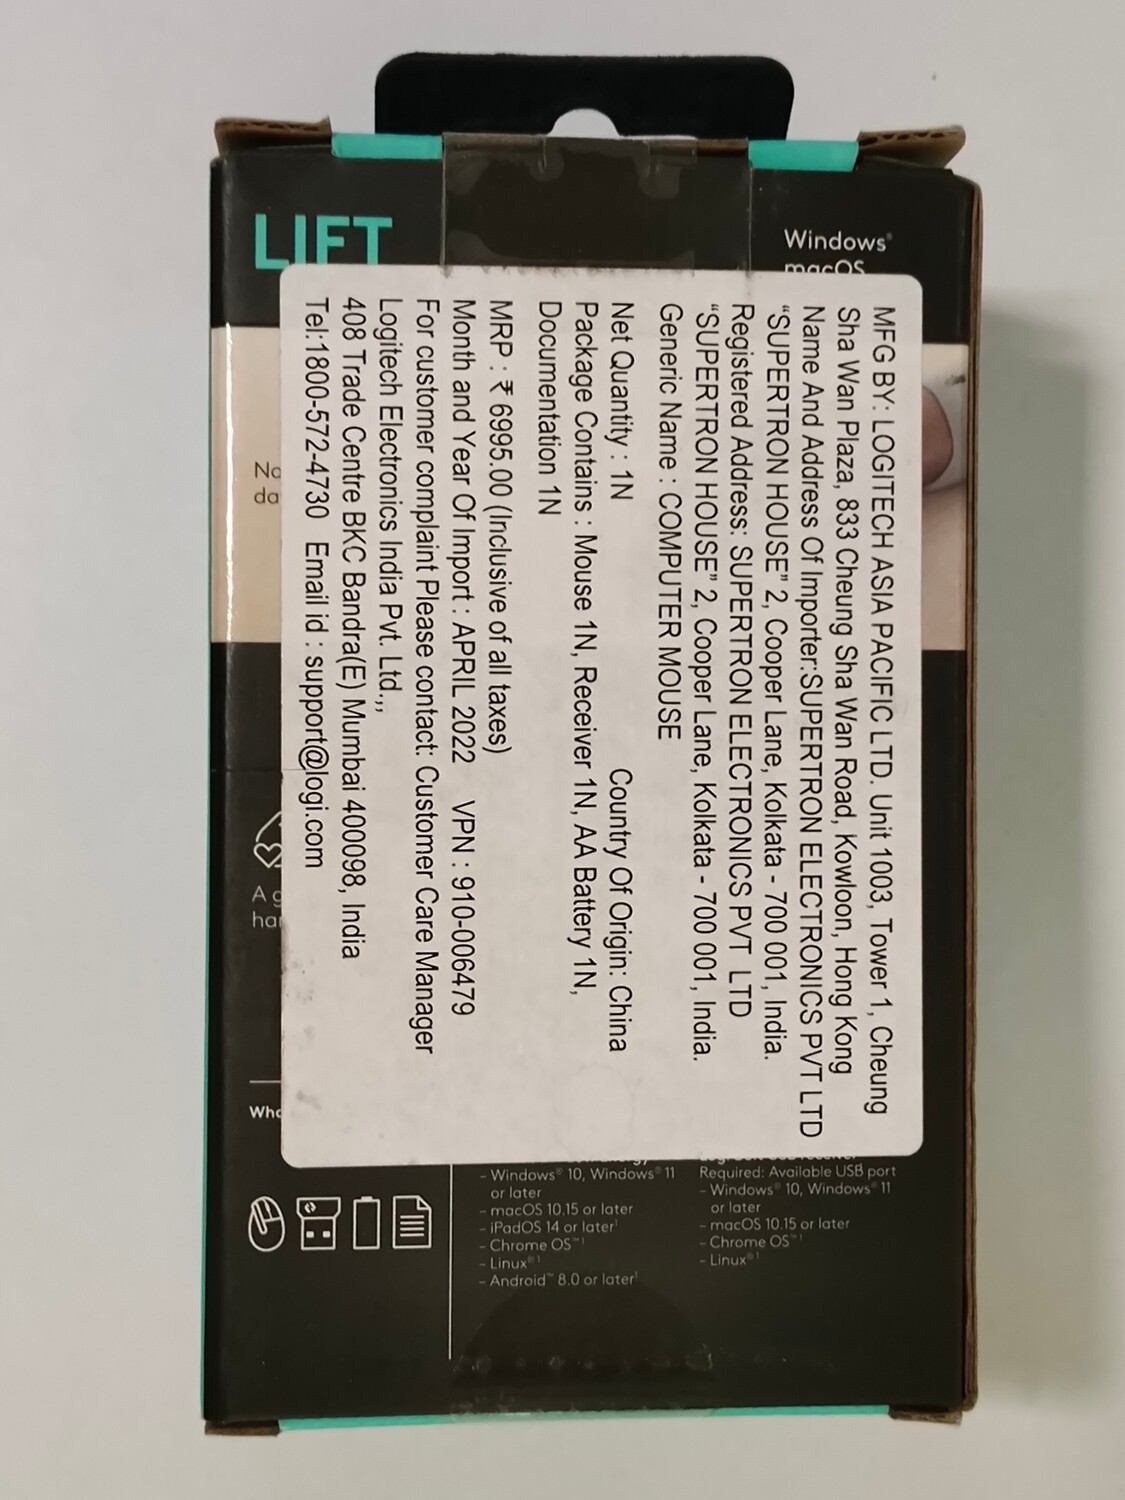 LIFT
Windows®
macOS
MFG BY: LOGITECH ASIA PACIFIC LTD. Unit 1003, Tower 1, Cheung
Sha Wan Plaza, 833 Cheung Sha Wan Road, Kowloon, Hong Kong
Name And Address Of Importer:SUPERTRON ELECTRONICS PVT LTD
“SUPERTRON HOUSE” 2, Cooper Lane, Kolkata - 700 001, India.
Registered Address: SUPERTRON ELECTRONICS PVT LTD
“SUPERTRON HOUSE” 2, Cooper Lane, Kolkata - 700 001, India.
Generic Name : COMPUTER MOUSE
Net Quantity : 1N Country Of Origin: China
Package Contains : Mouse 1N, Receiver 1N, AA Battery 1N,
Documentation 1N
MRP : ₹ 6995.00 (Inclusive of all taxes)
Month and Year Of Import : APRIL 2022 VPN : 910-006479
For customer complaint Please contact: Customer Care Manager
Logitech Electronics India Pvt. Ltd.,,,
408 Trade Centre BKC Bandra(E) Mumbai 400098, India
Tel:1800-572-4730 Email id : support@logi.com
- Windows® 10, Windows® 11
or later
- macOS 10.15 or later
- iPadOS 14 or later¹
- Chrome OS™¹
- Linux®¹
- Android™ 8.0 or later¹
Required: Available USB port
- Windows® 10, Windows® 11
or later
- macOS 10.15 or later
- Chrome OS™¹
- Linux®¹